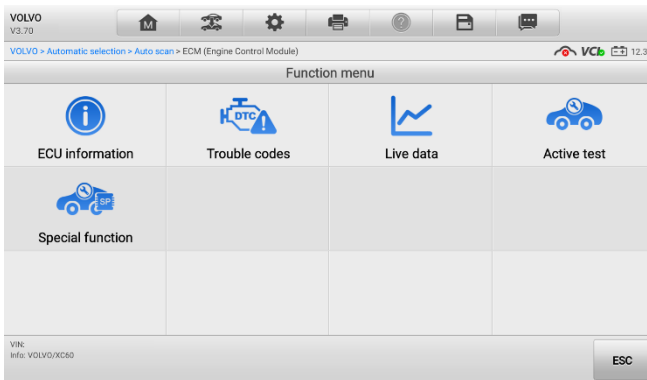 VOLVO
V3.70
M
?
VOLVO > Automatic selection > Auto scan > ECM (Engine Control Module)
VCI 12.3
Function menu
i
DTC
ECU information
Trouble codes
Live data
Active test
SP
Special function
VIN:
Info: VOLVO/XC60
ESC